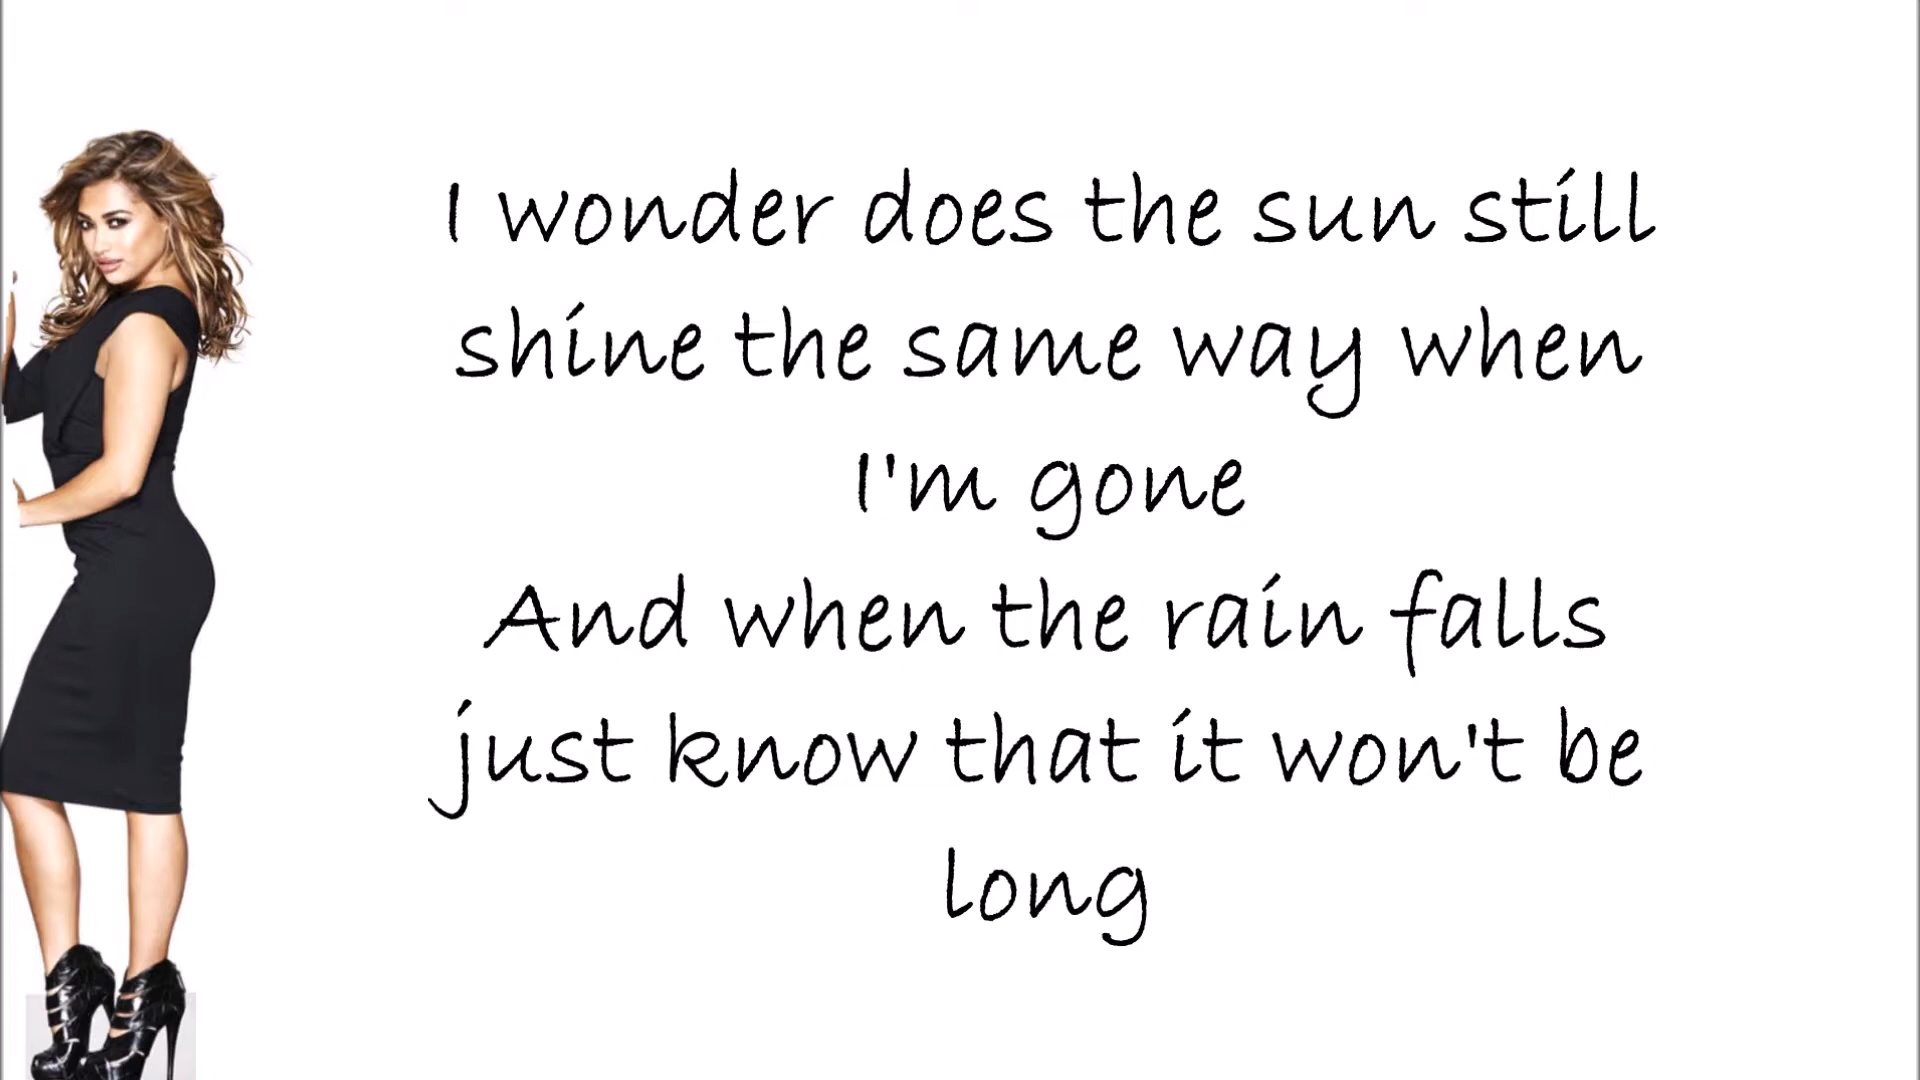 I wonder does the sun still
shine the same way when
I'm gone
And when the rain falls
just know that it won't be
long